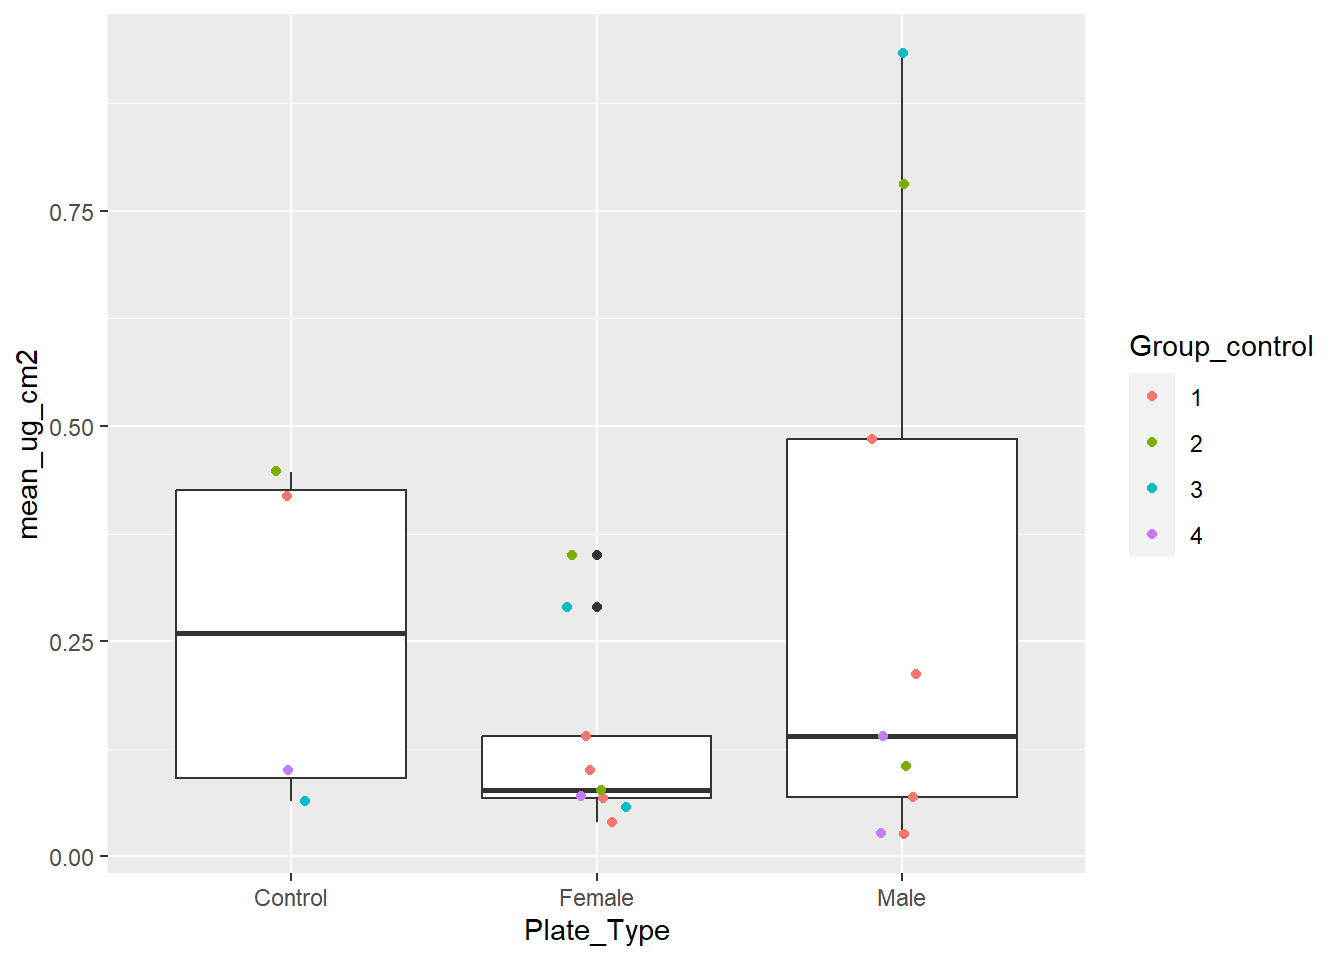 mean_ug_cm2
0.75
0.50
0.25
0.00
Control
Female
Male
Plate_Type
Group_control
1
2
3
4